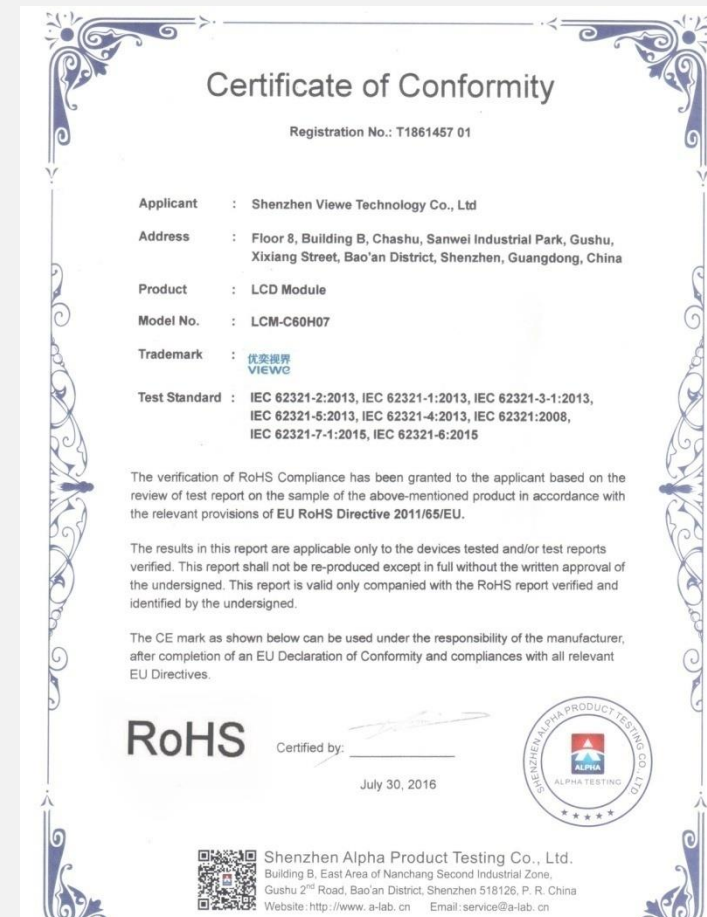 Certificate of Conformity
Registration No.: T1861457 01
Applicant : Shenzhen Viewe Technology Co., Ltd
Address : Floor 8, Building B, Chashu, Sanwei Industrial Park, Gushu,
Xixiang Street, Bao'an District, Shenzhen, Guangdong, China
Product : LCD Module
Model No. : LCM-C60H07
Trademark : 优奕视界
VIEWE
Test Standard : IEC 62321-2:2013, IEC 62321-1:2013, IEC 62321-3-1:2013,
IEC 62321-5:2013, IEC 62321-4:2013, IEC 62321:2008,
IEC 62321-7-1:2015, IEC 62321-6:2015
The verification of RoHS Compliance has been granted to the applicant based on the
review of test report on the sample of the above-mentioned product in accordance with
the relevant provisions of EU RoHS Directive 2011/65/EU.
The results in this report are applicable only to the devices tested and/or test reports
verified. This report shall not be re-produced except in full without the written approval of
the undersigned. This report is valid only companied with the RoHS report verified and
identified by the undersigned.
The CE mark as shown below can be used under the responsibility of the manufacturer,
after completion of an EU Declaration of Conformity and compliances with all relevant
EU Directives.
RoHS
Certified by:
July 30, 2016
SHENZHEN ALPHA PRODUCT TESTING CO., LTD
ALPHA
ALPHA TESTING
Shenzhen Alpha Product Testing Co., Ltd.
Building B, East Area of Nanchang Second Industrial Zone,
Gushu 2nd Road, Bao'an District, Shenzhen 518126, P. R. China
Website:http://www. a-lab. cn Email:service@a-lab. cn